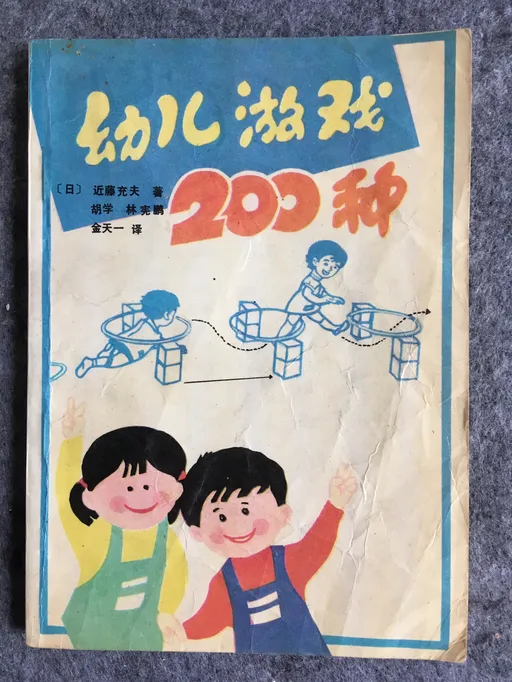 幼儿游戏
200种
〔日〕 近藤充夫 著
胡学 林宪鹏
金天一 译